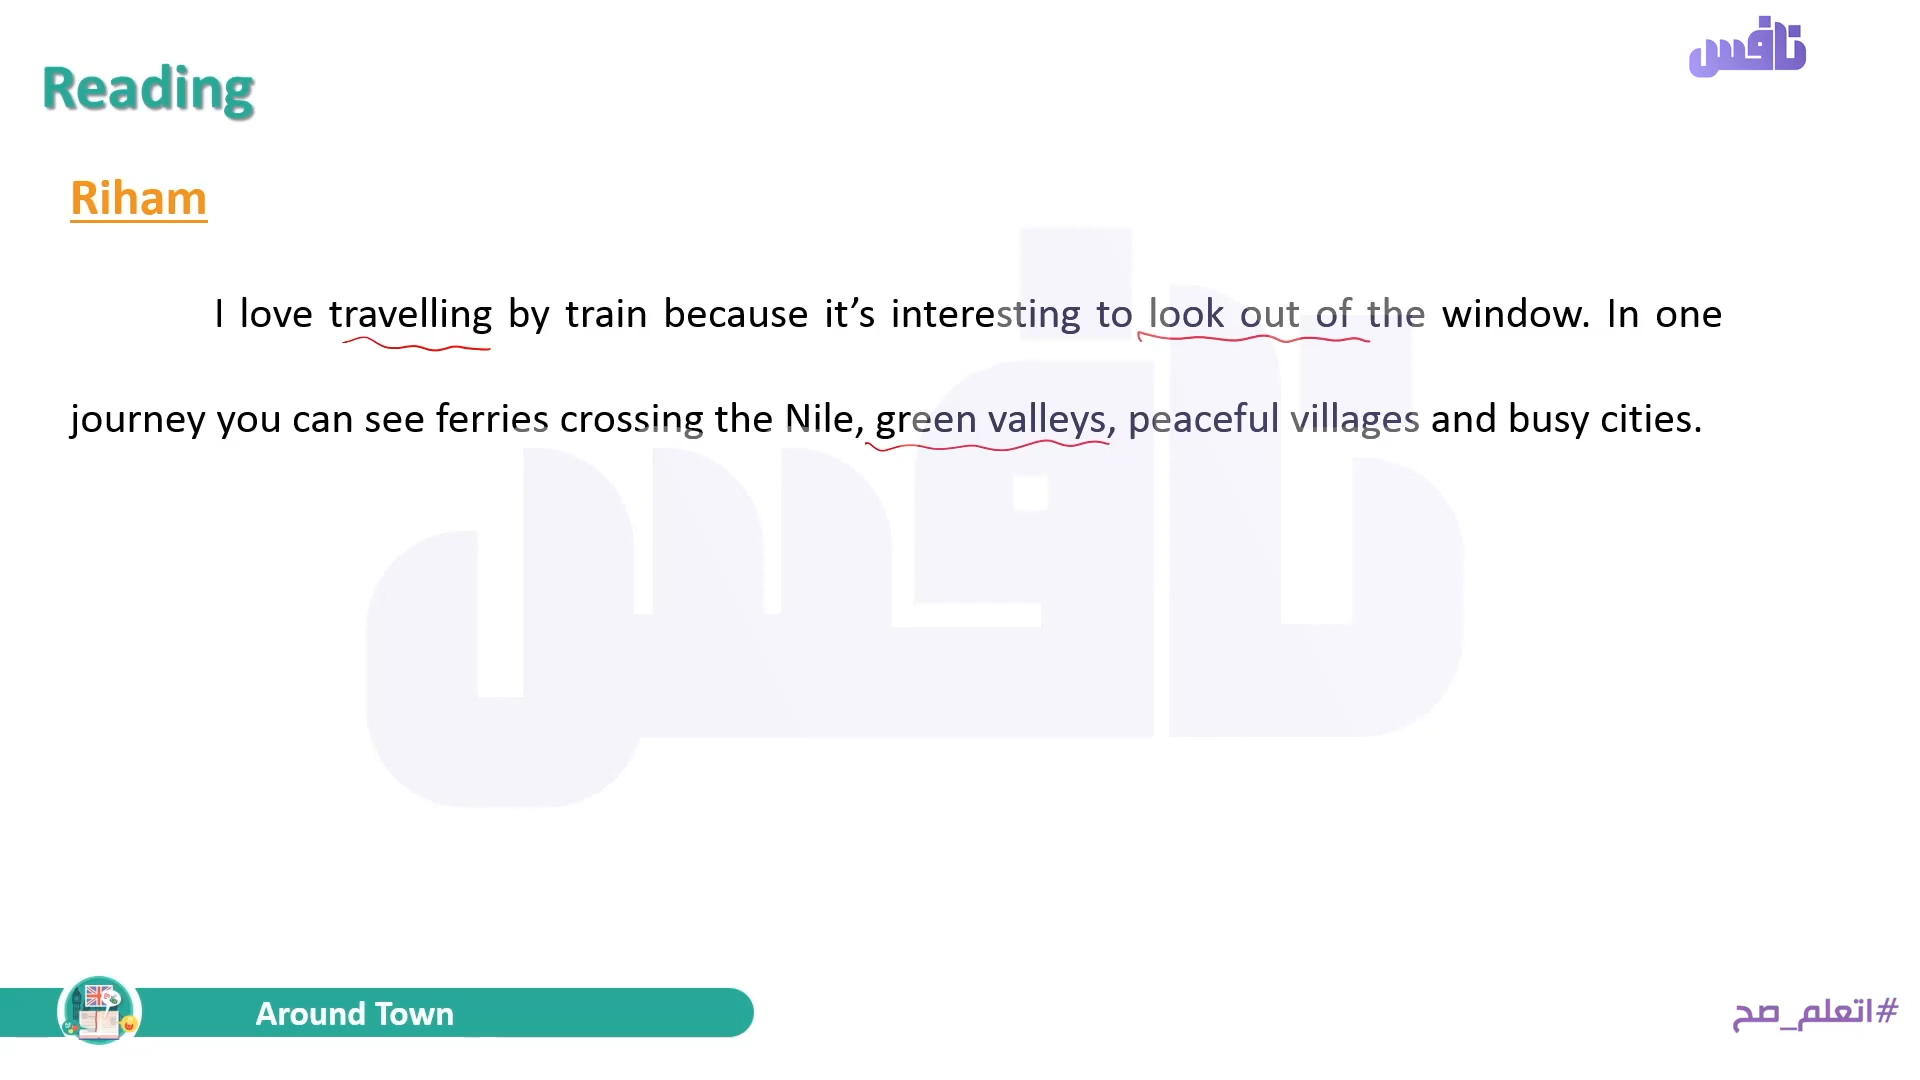 نافس
Reading
Riham
I love travelling by train because it’s interesting to look out of the window. In one
journey you can see ferries crossing the Nile, green valleys, peaceful villages and busy cities.
نافس
Around Town
#اتعلم_صح